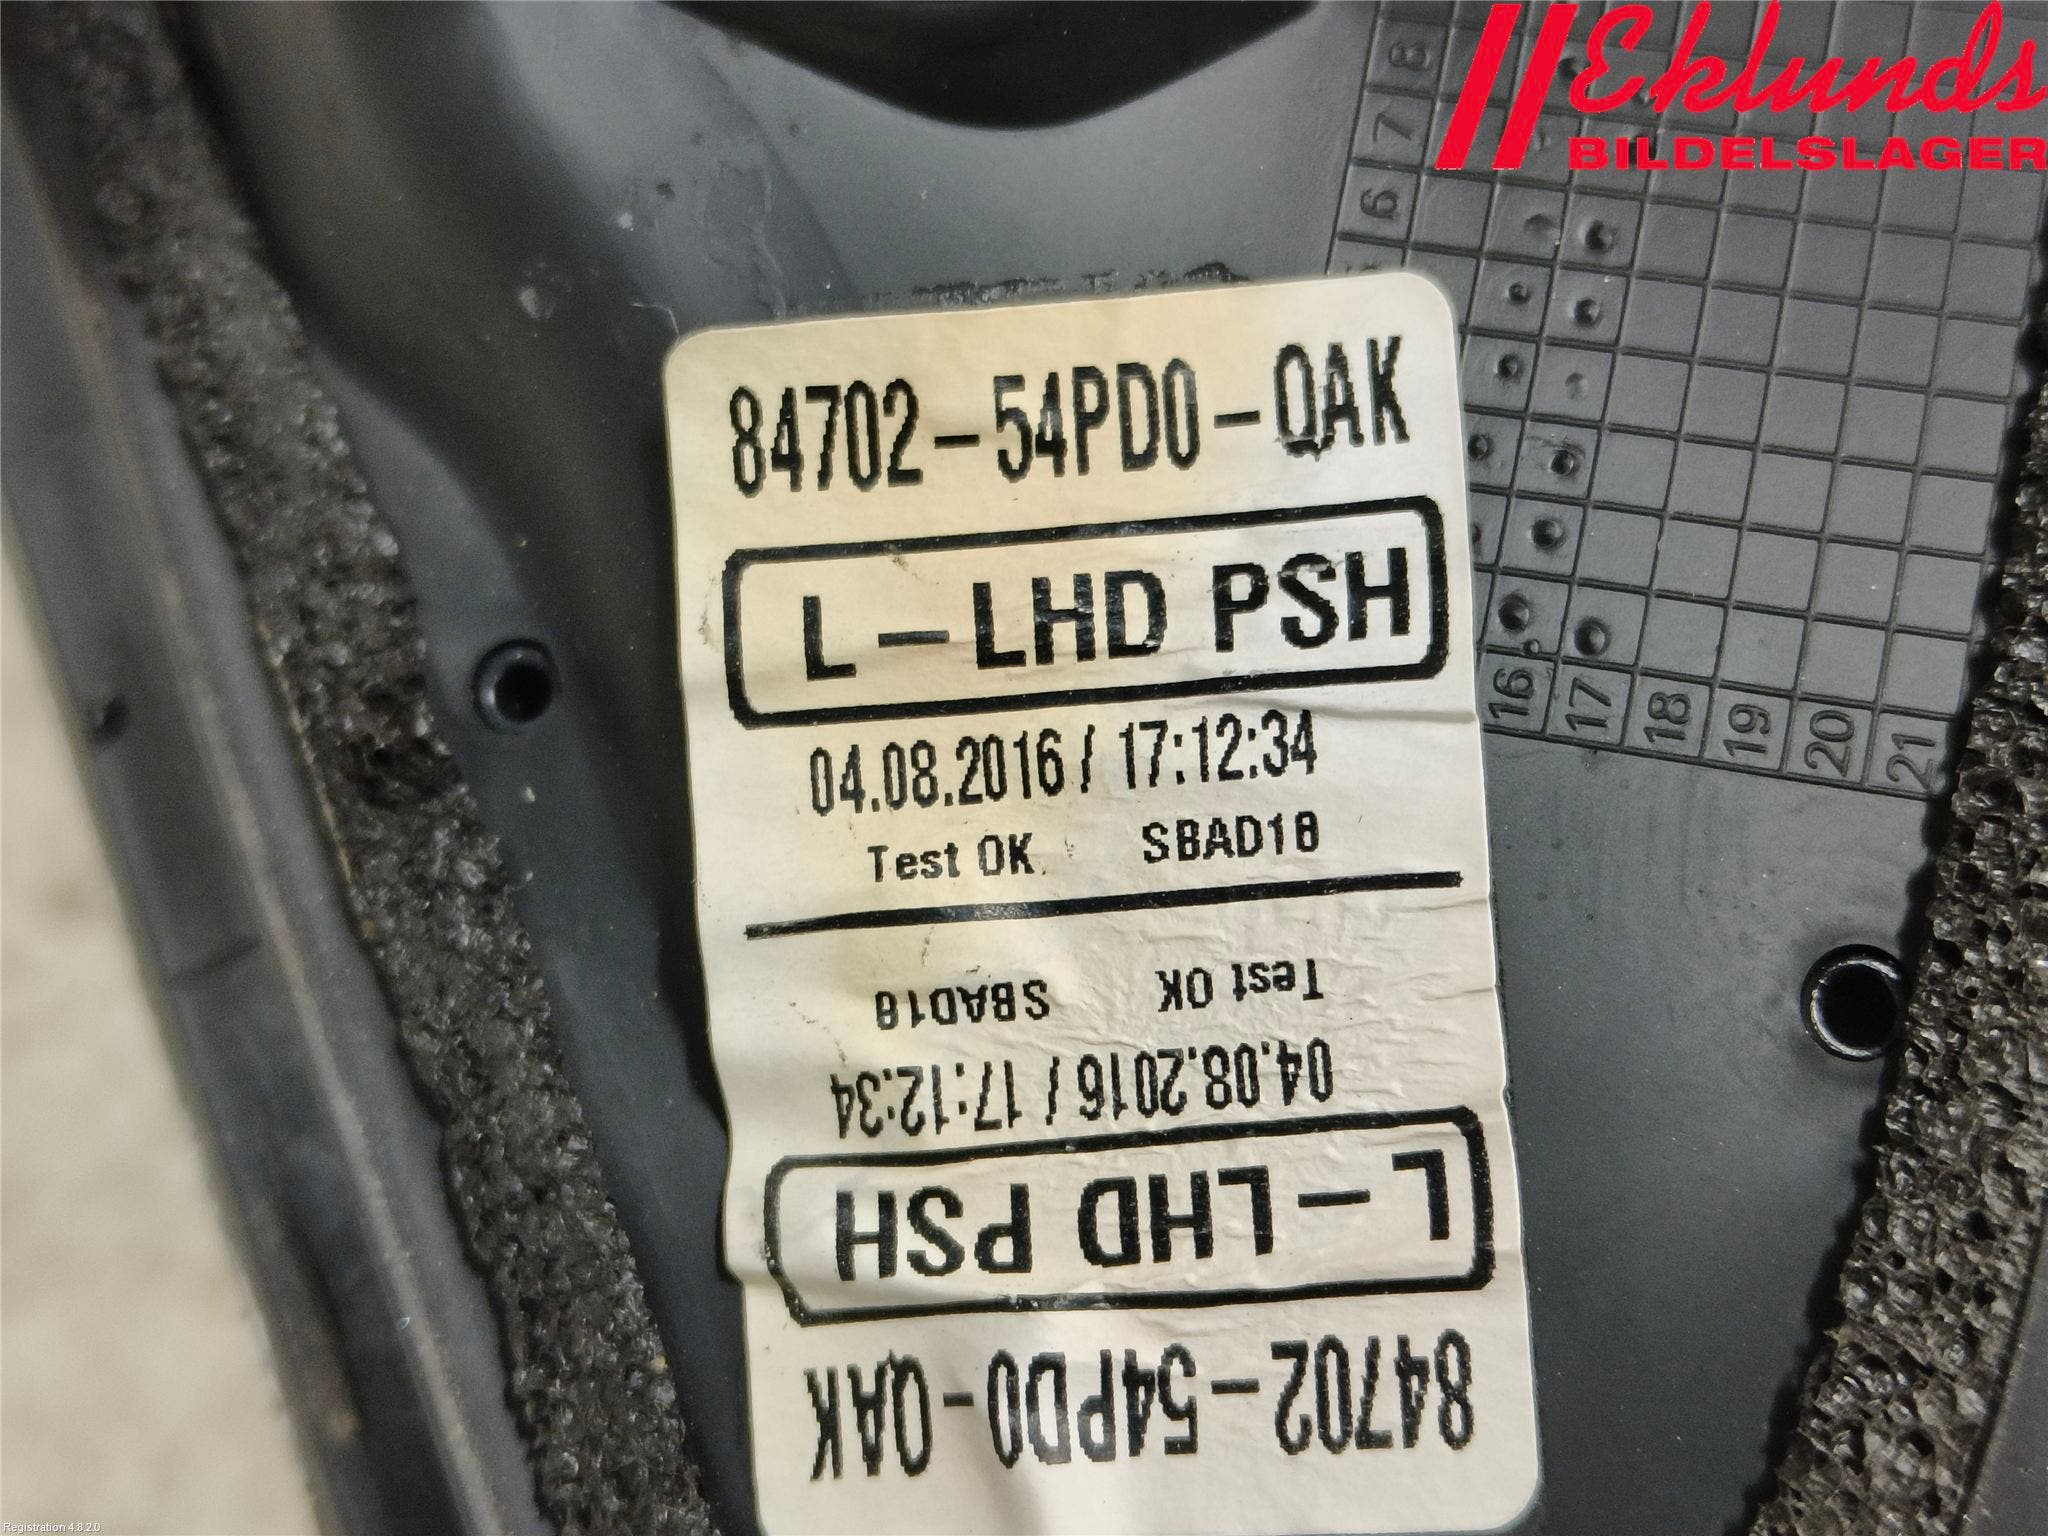 Eklunds
BILDELSLAGER
8
7
6
84702-54PD0-QAK
L-LHD PSH
04.08.2016 / 17:12:34
Test OK SBAD18
16 17 18 19 20 21
Test OK SBAD18
04.08.2016 / 17:12:34
L-LHD PSH
84702-54PD0-QAK
Registration 4.8.2.0